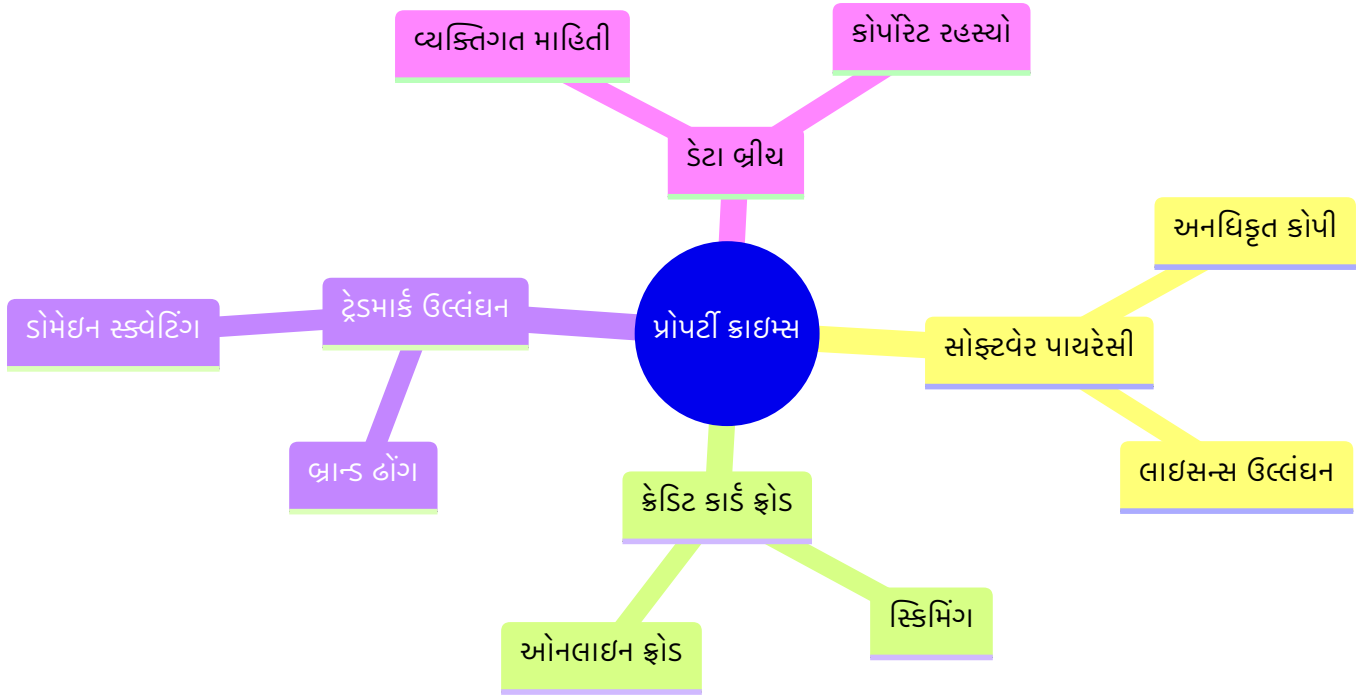 વ્યક્તિગત માહિતી
કોર્પોરેટ રહસ્યો
ડેટા બ્રીચ
અનધિકૃત કોપી
ડોમેઇન સ્ક્વેટિંગ
ટ્રેડમાર્ક ઉલ્લંઘન
પ્રોપર્ટી ક્રાઇમ્સ
સોફ્ટવેર પાયરેસી
બ્રાન્ડ ઢોંગ
લાઇસન્સ ઉલ્લંઘન
ક્રેડિટ કાર્ડ ફ્રોડ
સ્કિમિંગ
ઓનલાઇન ફ્રોડ